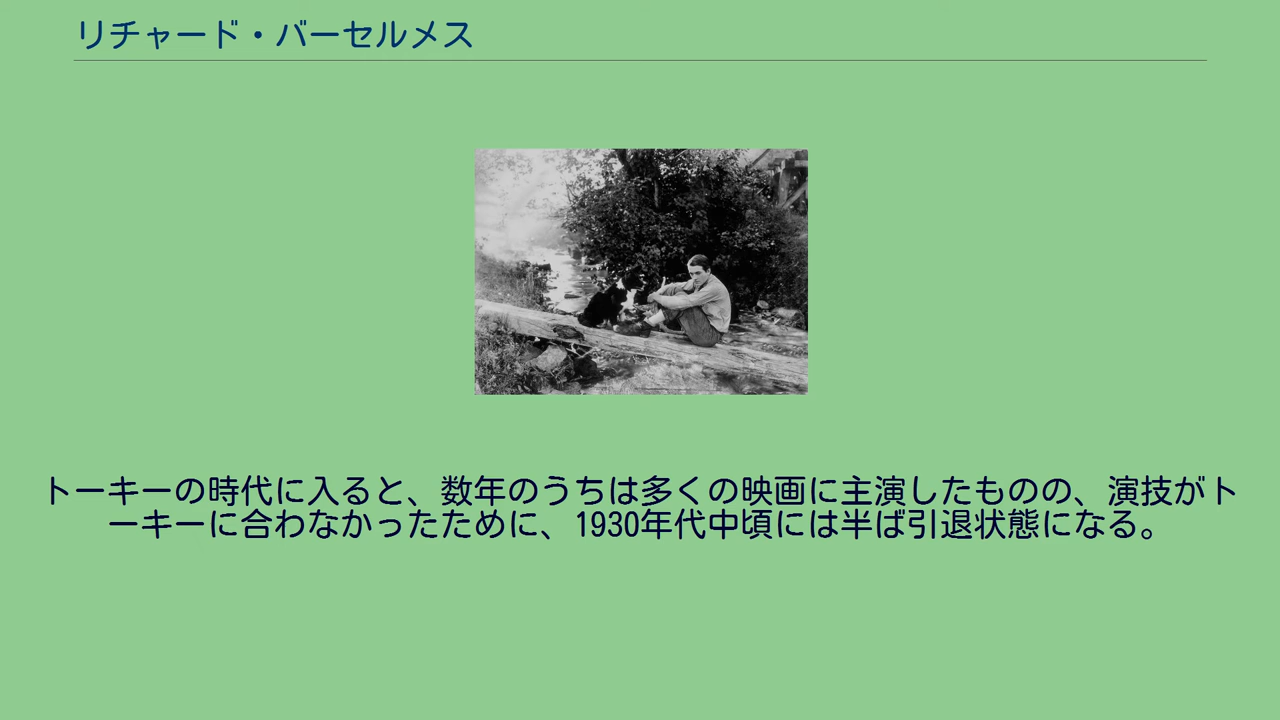 リチャード・バーセルメス
トーキーの時代に入ると、数年のうちは多くの映画に主演したものの、演技がト
ーキーに合わなかったために、1930年代中頃には半ば引退状態になる。